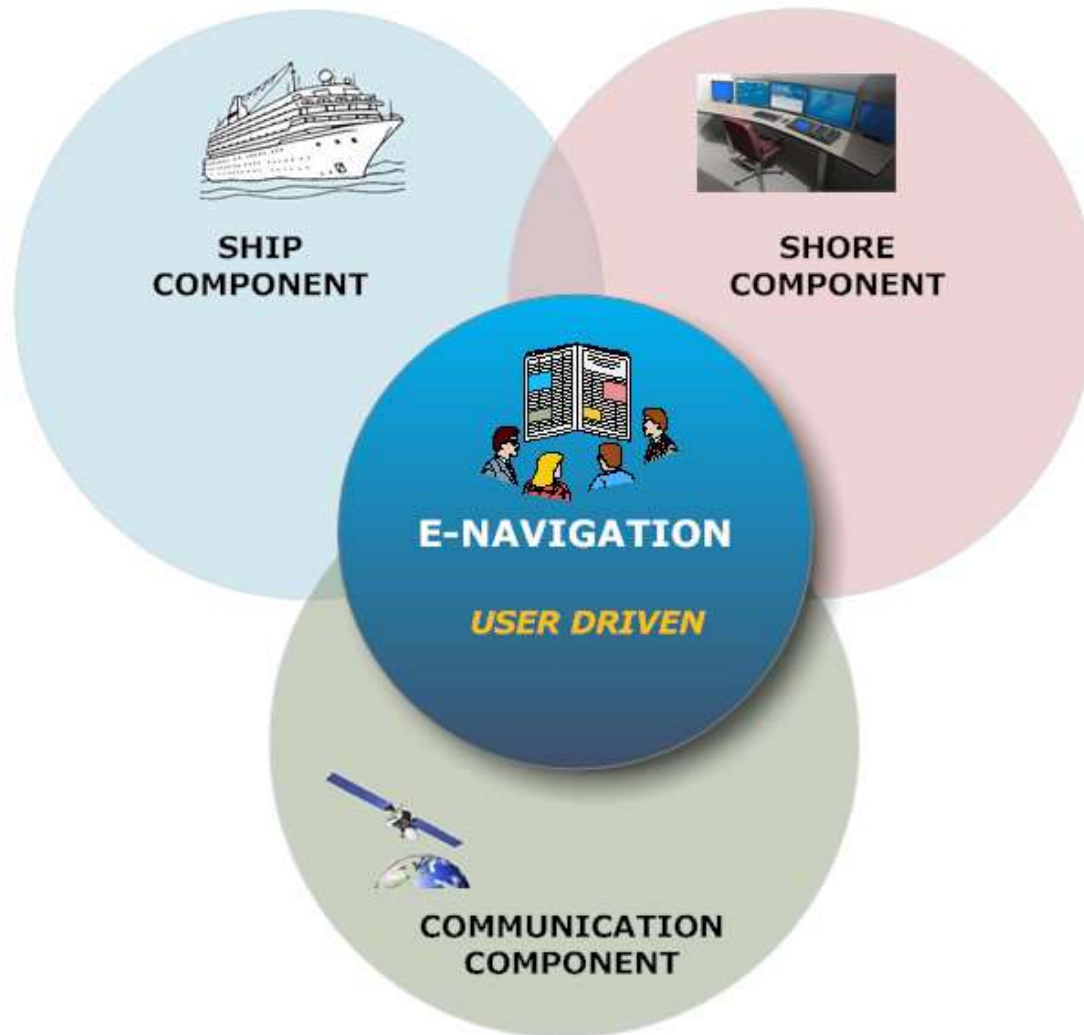 SHIP
COMPONENT
SHORE
COMPONENT
E-NAVIGATION
USER DRIVEN
COMMUNICATION
COMPONENT